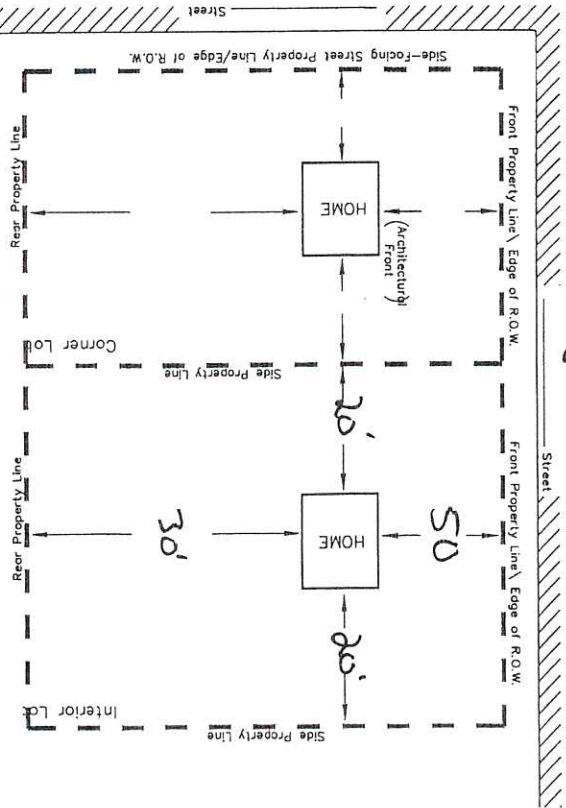 Street
Side-Facing Street Property Line/Edge of R.O.W.
Rear Property Line
HOME
(Architectural
Front)
Front Property Line\ Edge of R.O.W.
Corner Lot
Side Property Line
Street
20'
Rear Property Line
30'
HOME
50
Front Property Line\ Edge of R.O.W.
20'
Interior Lot
Side Property Line